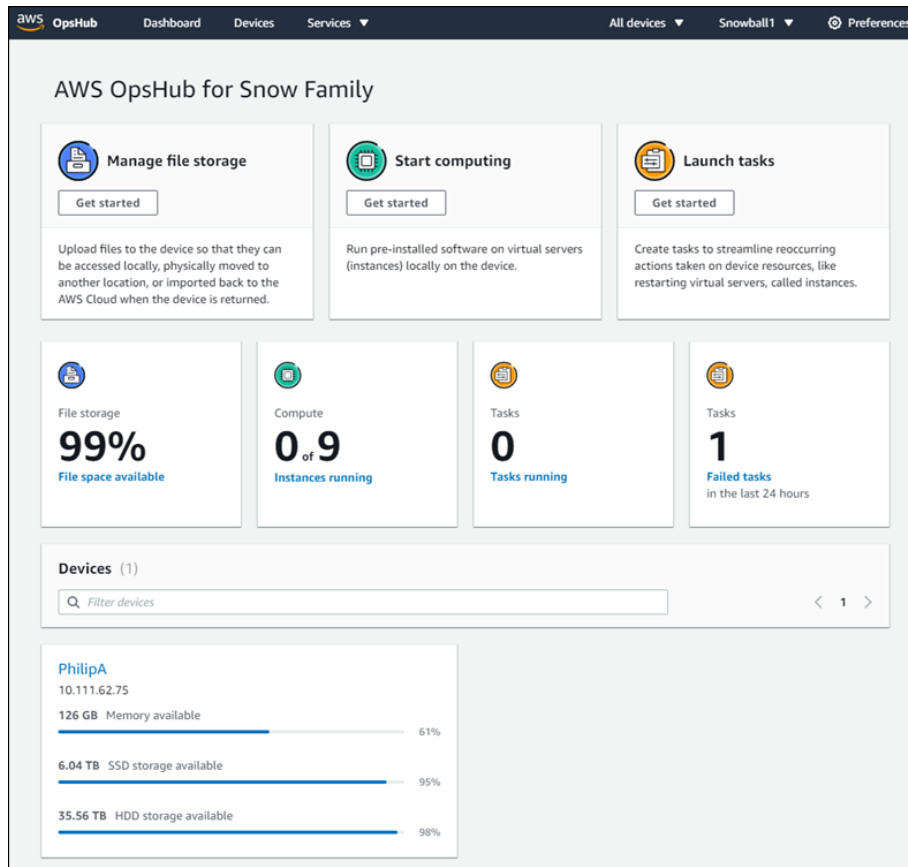 aws OpsHub Dashboard Devices Services ▼ All devices ▼ Snowball1 ▼ Preferences
AWS OpsHub for Snow Family
Manage file storage
Get started
Upload files to the device so that they can
be accessed locally, physically moved to
another location, or imported back to the
AWS Cloud when the device is returned.
Start computing
Get started
Run pre-installed software on virtual servers
(instances) locally on the device.
Launch tasks
Get started
Create tasks to streamline reoccurring
actions taken on device resources, like
restarting virtual servers, called instances.
File storage
99%
File space available
Compute
0 of 9
Instances running
Tasks
0
Tasks running
Tasks
1
Failed tasks
in the last 24 hours
Devices (1)
Filter devices
< 1 >
PhilipA
10.111.62.75
126 GB Memory available
61%
6.04 TB SSD storage available
95%
35.56 TB HDD storage available
98%